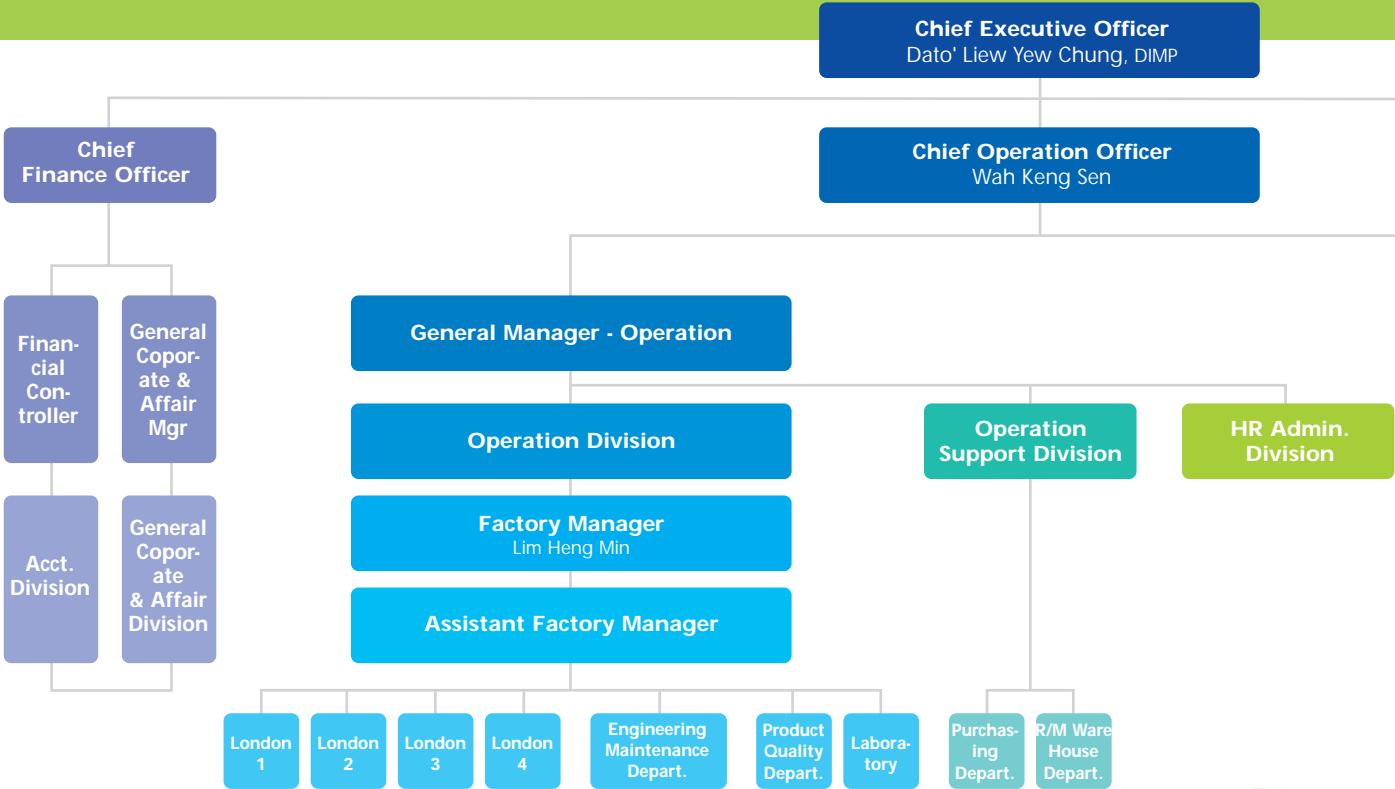 Chief Executive Officer
Dato' Liew Yew Chung, DIMP
Chief
Finance Officer
Chief Operation Officer
Wah Keng Sen
Finan-
cial
Con-
troller
General
Copor-
ate &
Affair
Mgr
General Manager - Operation
Operation Division
Operation
Support Division
HR Admin.
Division
Acct.
Division
General
Copor-
ate
& Affair
Division
Factory Manager
Lim Heng Min
Assistant Factory Manager
London
1
London
2
London
3
London
4
Engineering
Maintenance
Depart.
Product
Quality
Depart.
Labora-
tory
Purchas-
ing
Depart.
R/M Ware
House
Depart.